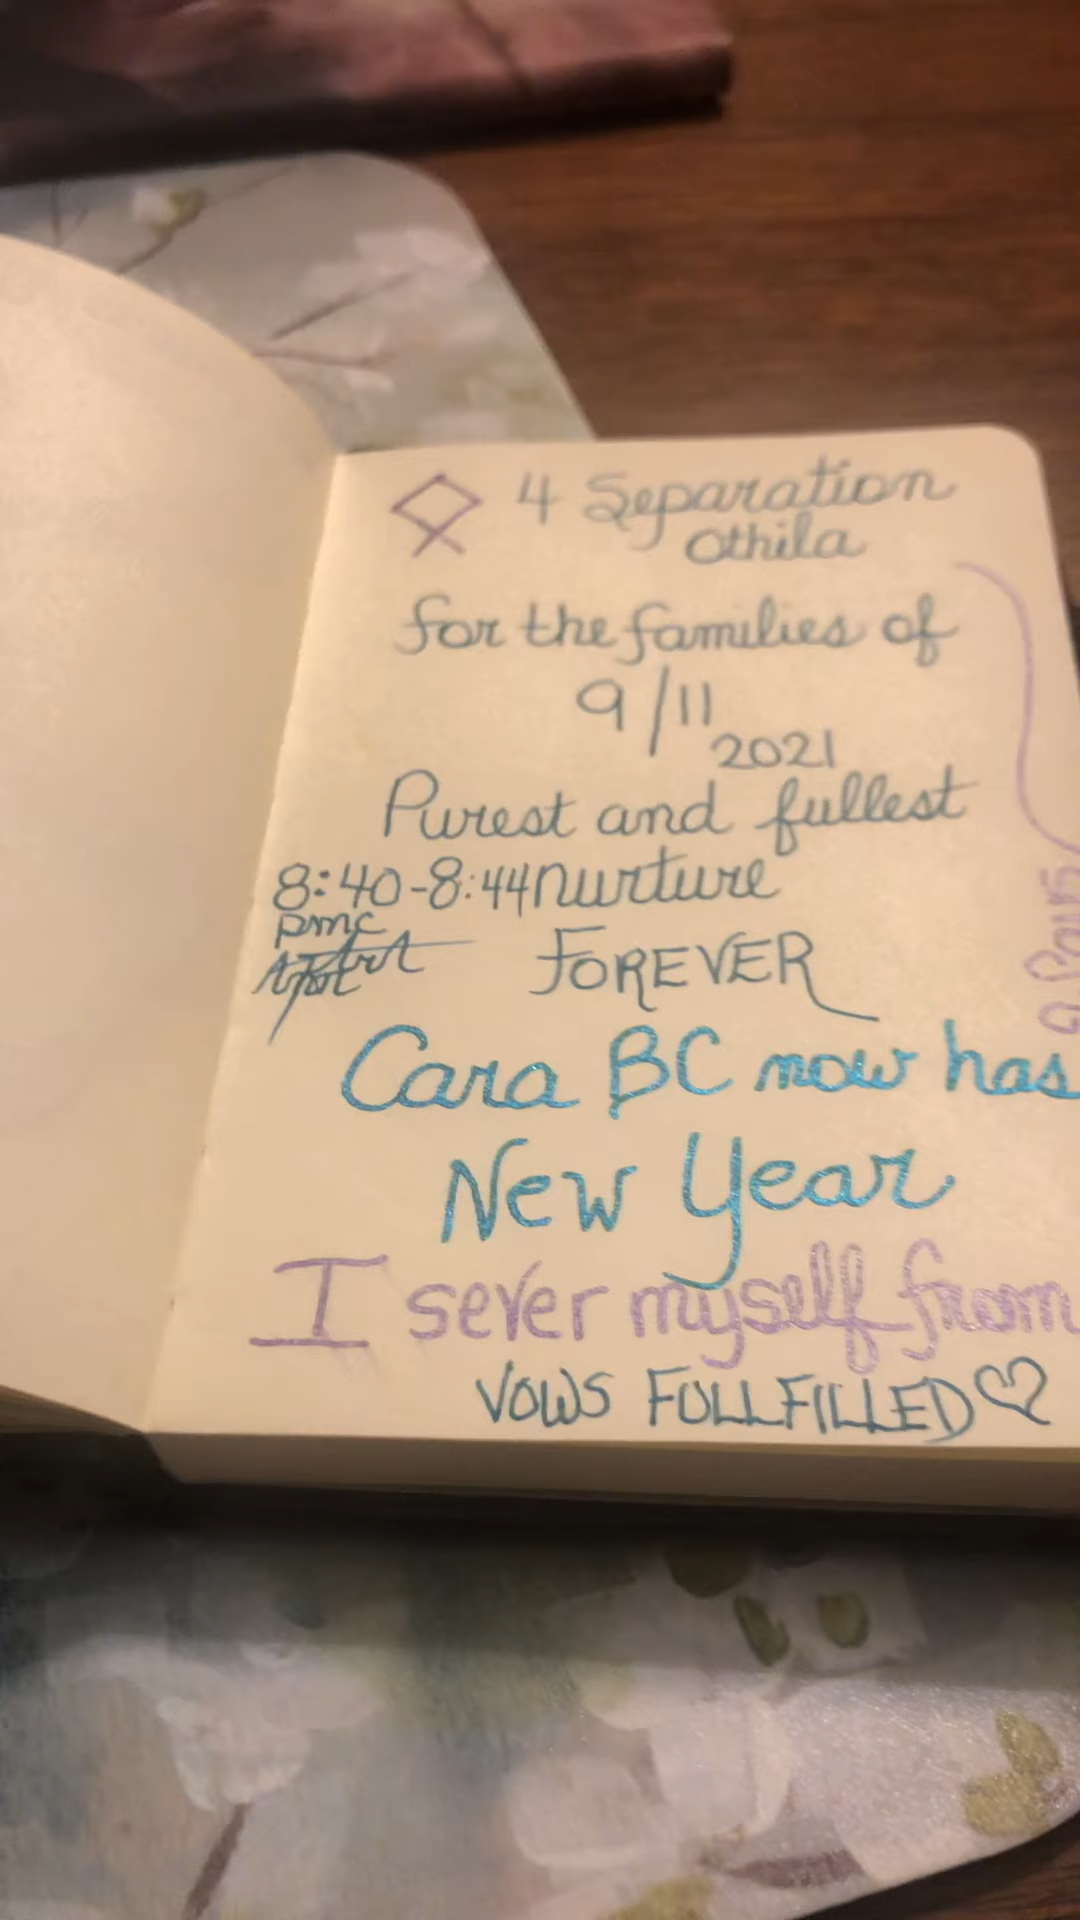 4 Separation
Othila
for the families of
9/11
2021
Purest and fullest
8:40-8:44 nurture
pmc
FOREVER
Cara BC now has
New Year
I sever myself from
VOWS FULLFILLED